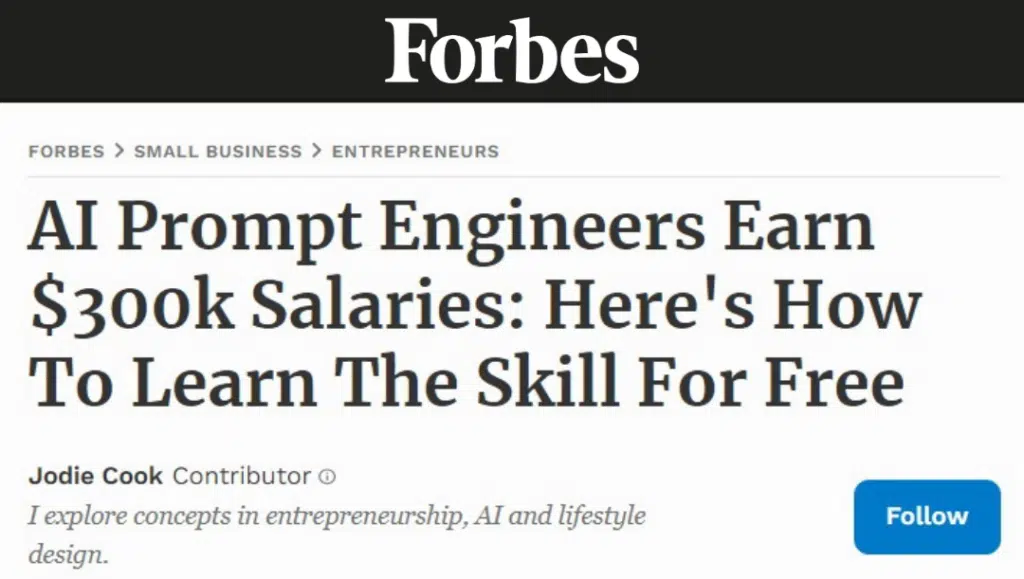 Forbes
FORBES > SMALL BUSINESS > ENTREPRENEURS
AI Prompt Engineers Earn
$300k Salaries: Here's How
To Learn The Skill For Free
Jodie Cook Contributor ⓘ
I explore concepts in entrepreneurship, AI and lifestyle
design.
Follow